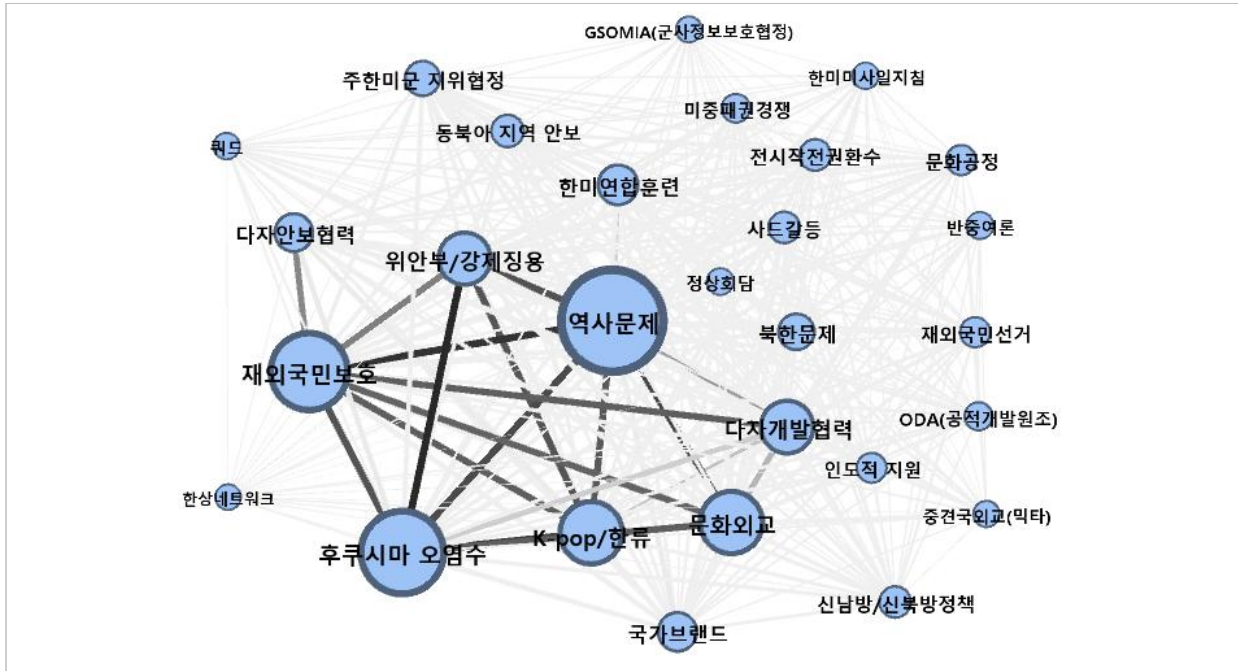 GSOMIA(군사정보보호협정)
주한미군 지위협정
한미미사일지침
미중패권경쟁
동북아 지역 안보
쿼드
전시작전권환수
문화공정
한미연합훈련
다자안보협력
사드갈등
반중여론
위안부/강제징용
정상회담
역사문제
북한문제
재외국민선거
재외국민보호
다자개발협력
ODA(공적개발원조)
인도적 지원
한상네트워크
중견국외교(믹타)
문화외교
K-pop/한류
후쿠시마 오염수
신남방/신북방정책
국가브랜드